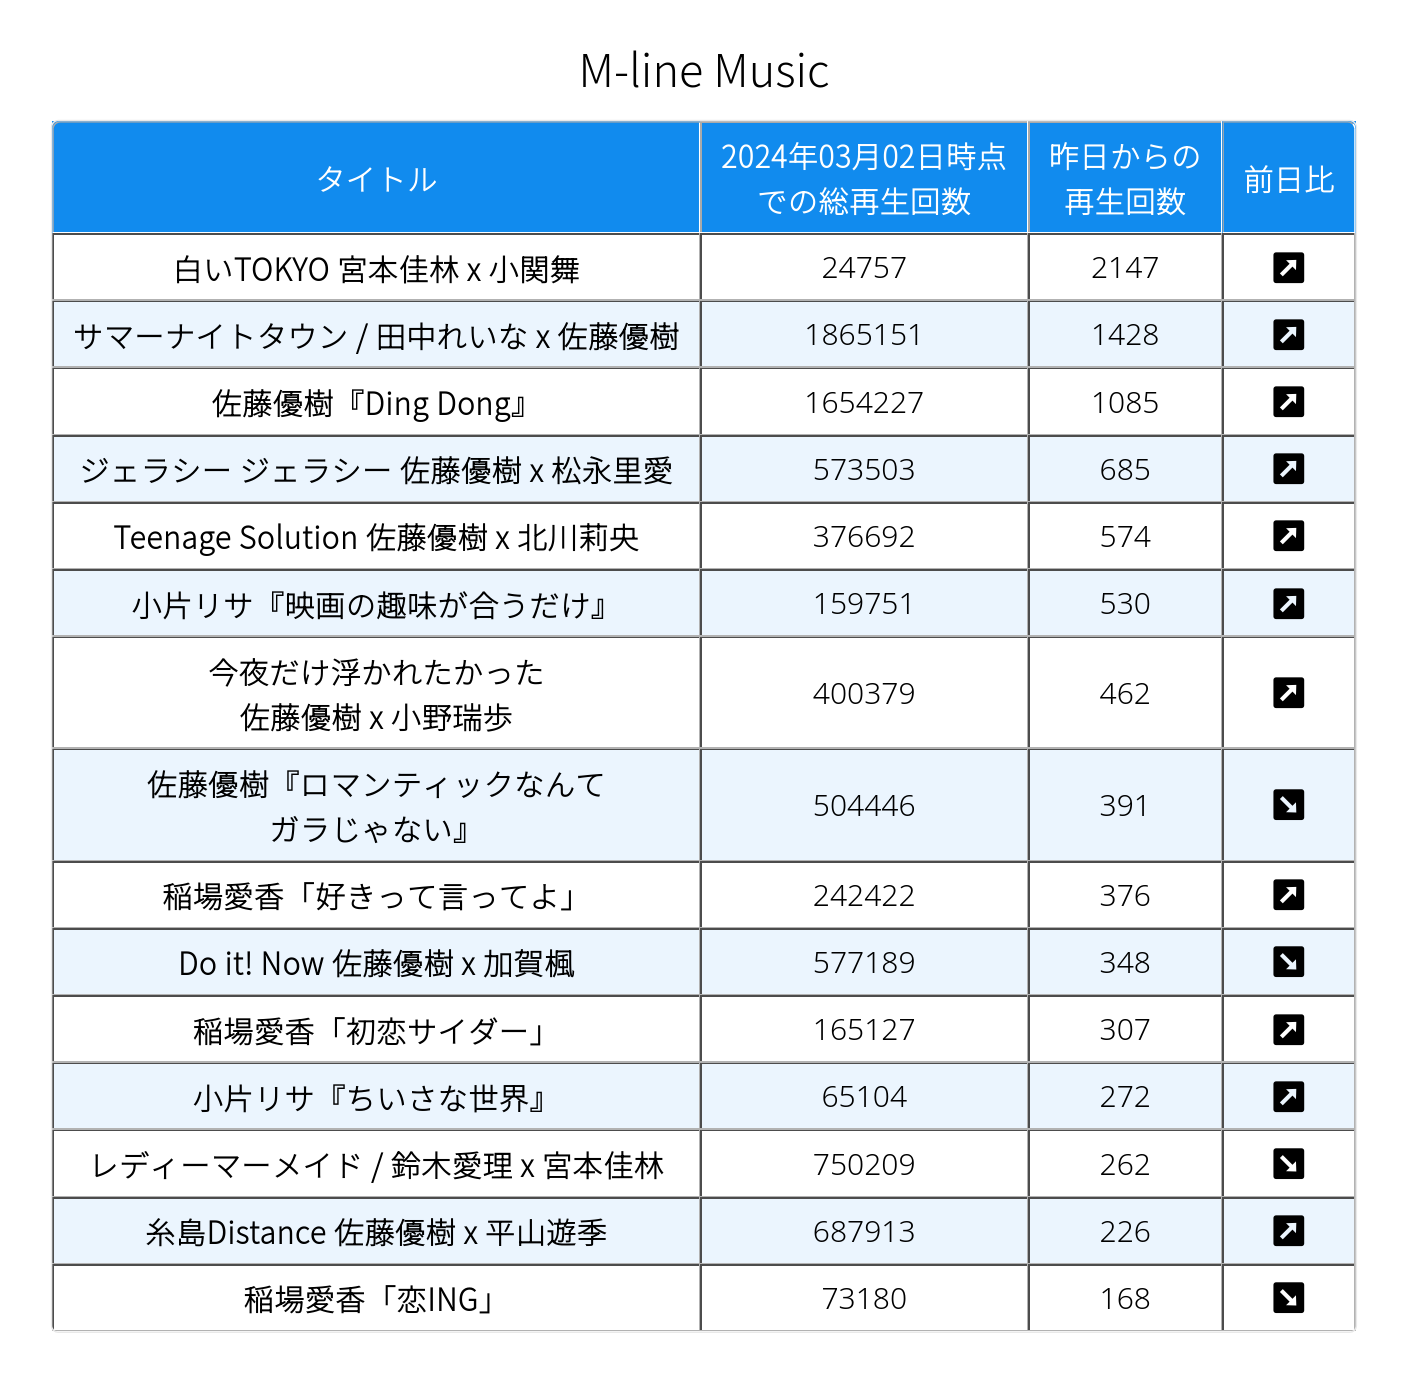 M-line Music
タイトル
2024年03月02日時点
での総再生回数
昨日からの
再生回数
前日比
白いTOKYO 宮本佳林 x 小関舞 24757 2147
サマーナイトタウン / 田中れいな x 佐藤優樹 1865151 1428
佐藤優樹『Ding Dong』 1654227 1085
ジェラシー ジェラシー 佐藤優樹 x 松永里愛 573503 685
Teenage Solution 佐藤優樹 x 北川莉央 376692 574
小片リサ『映画の趣味が合うだけ』 159751 530
今夜だけ浮かれたかった
佐藤優樹 x 小野瑞歩 400379 462
佐藤優樹『ロマンティックなんて
ガラじゃない』 504446 391
稲場愛香「好きって言ってよ」 242422 376
Do it! Now 佐藤優樹 x 加賀楓 577189 348
稲場愛香「初恋サイダー」 165127 307
小片リサ『ちいさな世界』 65104 272
レディーマーメイド / 鈴木愛理 x 宮本佳林 750209 262
糸島Distance 佐藤優樹 x 平山遊季 687913 226
稲場愛香「恋ING」 73180 168